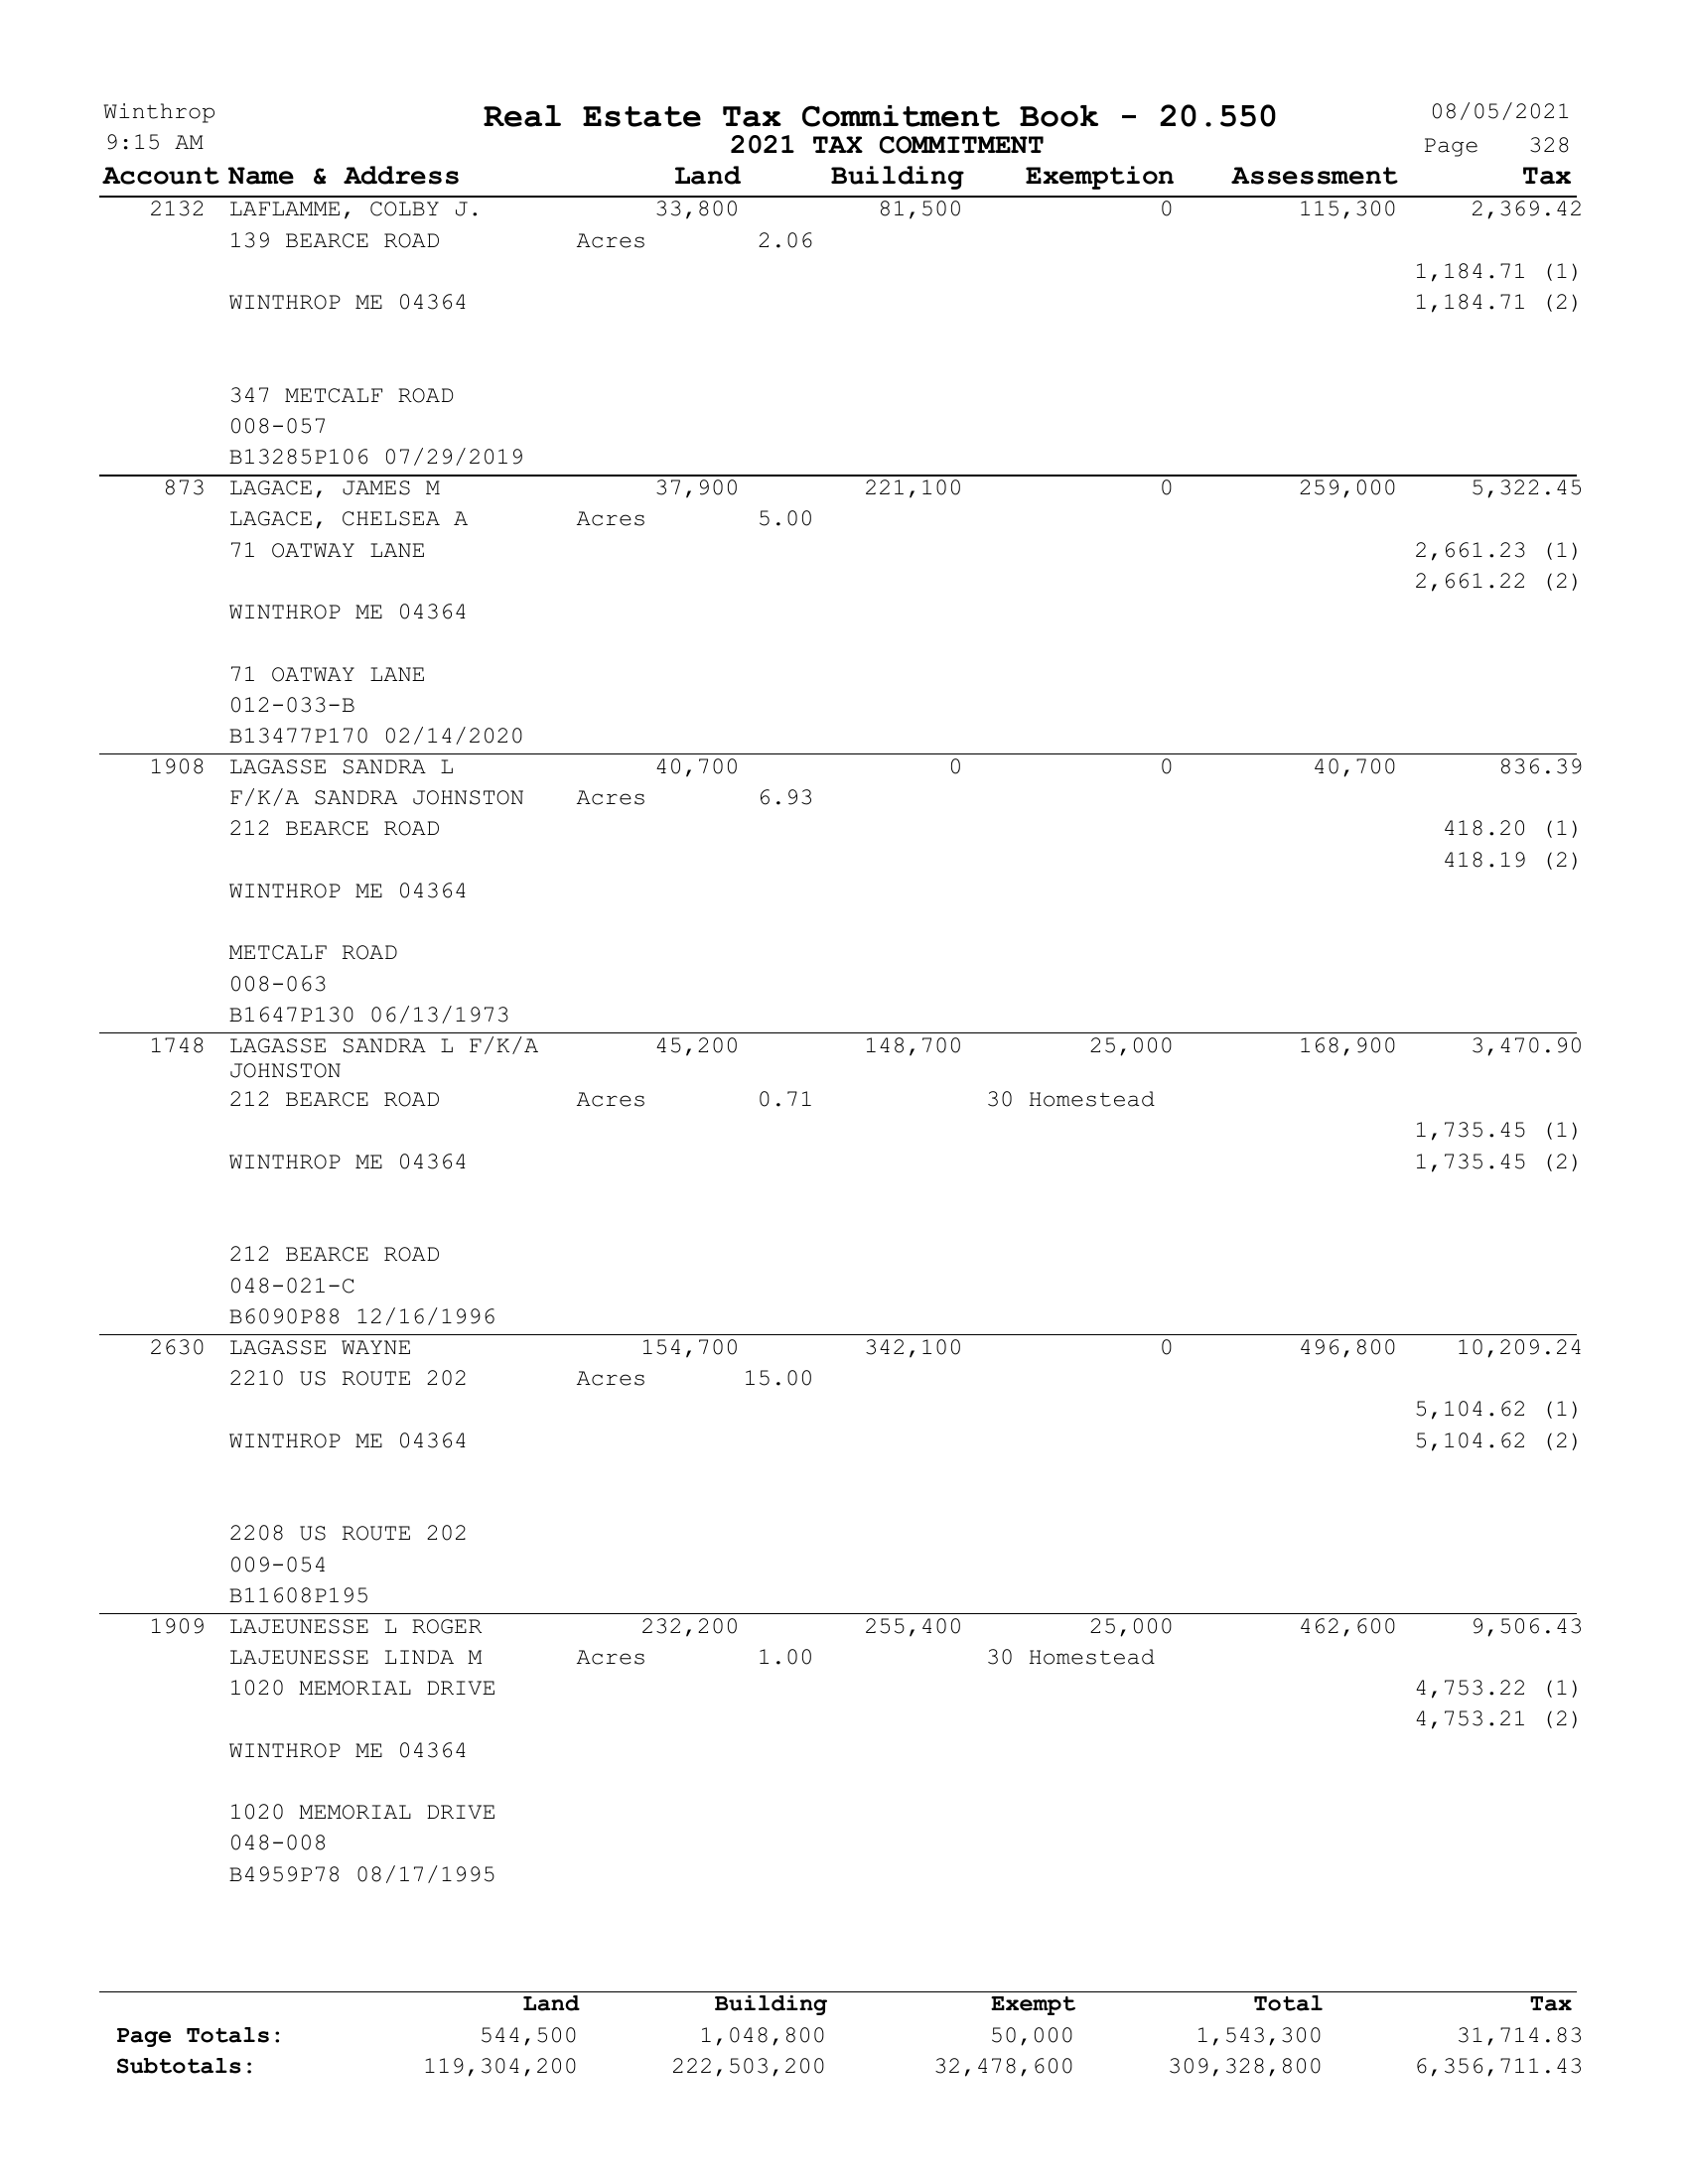 Winthrop Real Estate Tax Commitment Book - 20.550 08/05/2021
9:15 AM 2021 TAX COMMITMENT Page 328
Account Name & Address Land Building Exemption Assessment Tax
2132 LAFLAMME, COLBY J. 33,800 81,500 0 115,300 2,369.42
139 BEARCE ROAD Acres 2.06
1,184.71 (1)
WINTHROP ME 04364 1,184.71 (2)
347 METCALF ROAD
008-057
B13285P106 07/29/2019
873 LAGACE, JAMES M 37,900 221,100 0 259,000 5,322.45
LAGACE, CHELSEA A Acres 5.00
71 OATWAY LANE 2,661.23 (1)
2,661.22 (2)
WINTHROP ME 04364
71 OATWAY LANE
012-033-B
B13477P170 02/14/2020
1908 LAGASSE SANDRA L 40,700 0 0 40,700 836.39
F/K/A SANDRA JOHNSTON Acres 6.93
212 BEARCE ROAD 418.20 (1)
418.19 (2)
WINTHROP ME 04364
METCALF ROAD
008-063
B1647P130 06/13/1973
1748 LAGASSE SANDRA L F/K/A 45,200 148,700 25,000 168,900 3,470.90
JOHNSTON
212 BEARCE ROAD Acres 0.71 30 Homestead
1,735.45 (1)
WINTHROP ME 04364 1,735.45 (2)
212 BEARCE ROAD
048-021-C
B6090P88 12/16/1996
2630 LAGASSE WAYNE 154,700 342,100 0 496,800 10,209.24
2210 US ROUTE 202 Acres 15.00
5,104.62 (1)
WINTHROP ME 04364 5,104.62 (2)
2208 US ROUTE 202
009-054
B11608P195
1909 LAJEUNESSE L ROGER 232,200 255,400 25,000 462,600 9,506.43
LAJEUNESSE LINDA M Acres 1.00 30 Homestead
1020 MEMORIAL DRIVE 4,753.22 (1)
4,753.21 (2)
WINTHROP ME 04364
1020 MEMORIAL DRIVE
048-008
B4959P78 08/17/1995
Land Building Exempt Total Tax
Page Totals: 544,500 1,048,800 50,000 1,543,300 31,714.83
Subtotals: 119,304,200 222,503,200 32,478,600 309,328,800 6,356,711.43